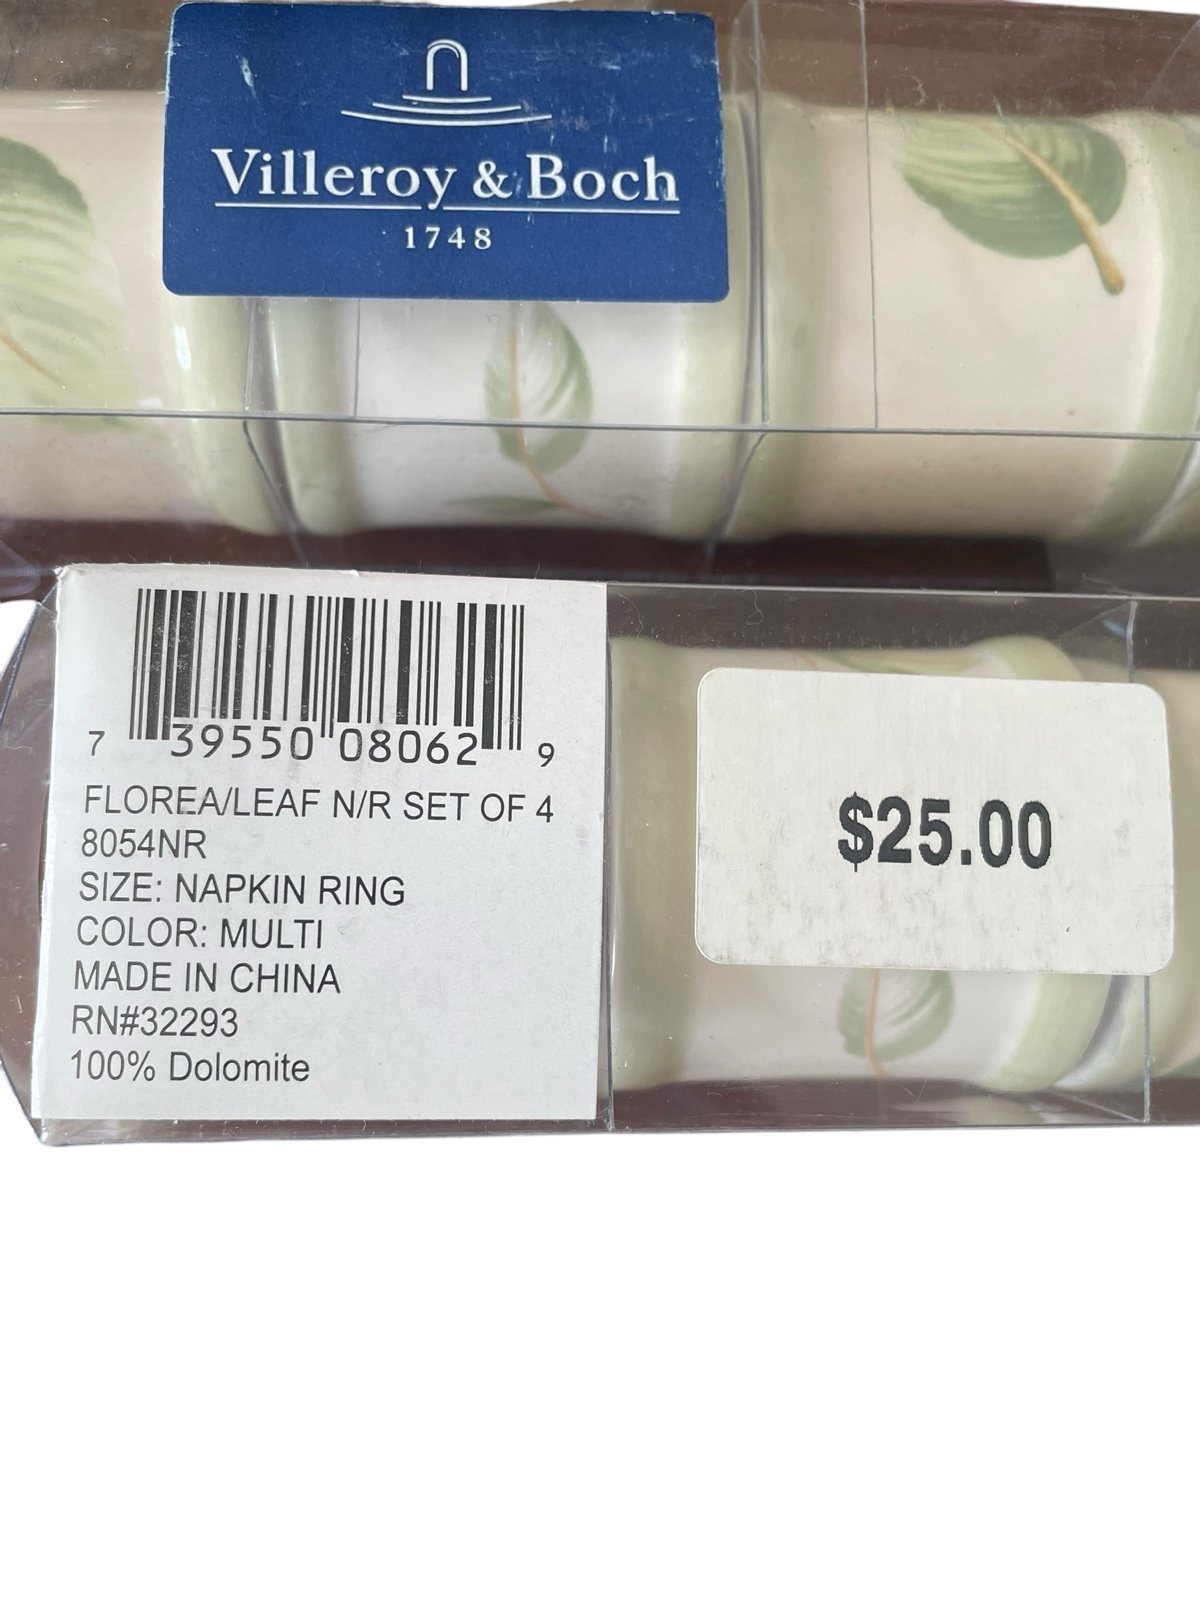 Villeroy & Boch
1748
7 39550 08062 9
FLOREA/LEAF N/R SET OF 4
8054NR
SIZE: NAPKIN RING
COLOR: MULTI
MADE IN CHINA
RN#32293
100% Dolomite
$25.00